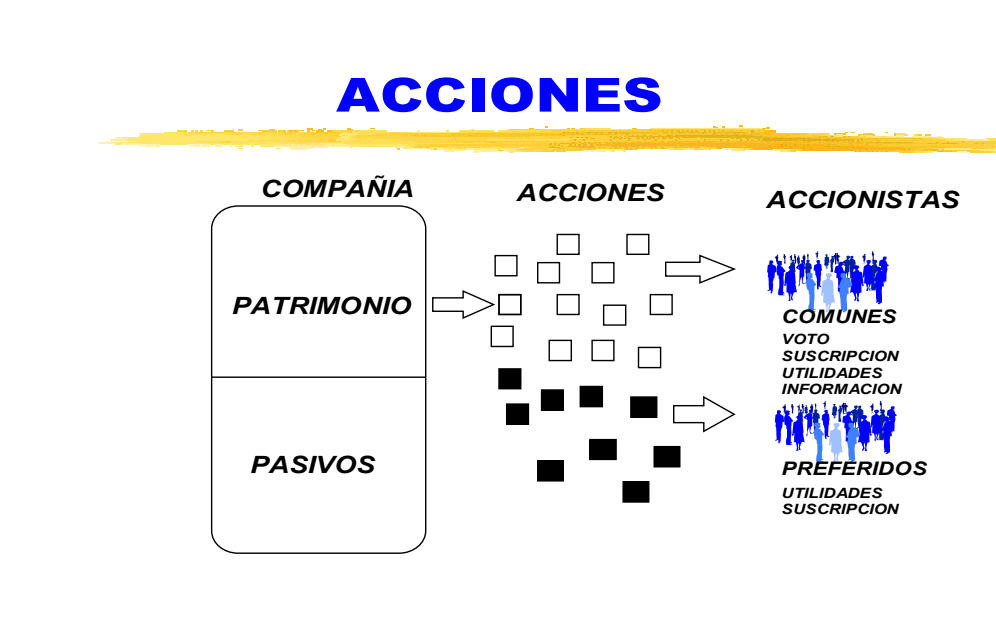 ACCIONES
COMPAÑIA
ACCIONES
ACCIONISTAS
PATRIMONIO
PASIVOS
COMUNES
VOTO
SUSCRIPCION
UTILIDADES
INFORMACION
PREFERIDOS
UTILIDADES
SUSCRIPCION